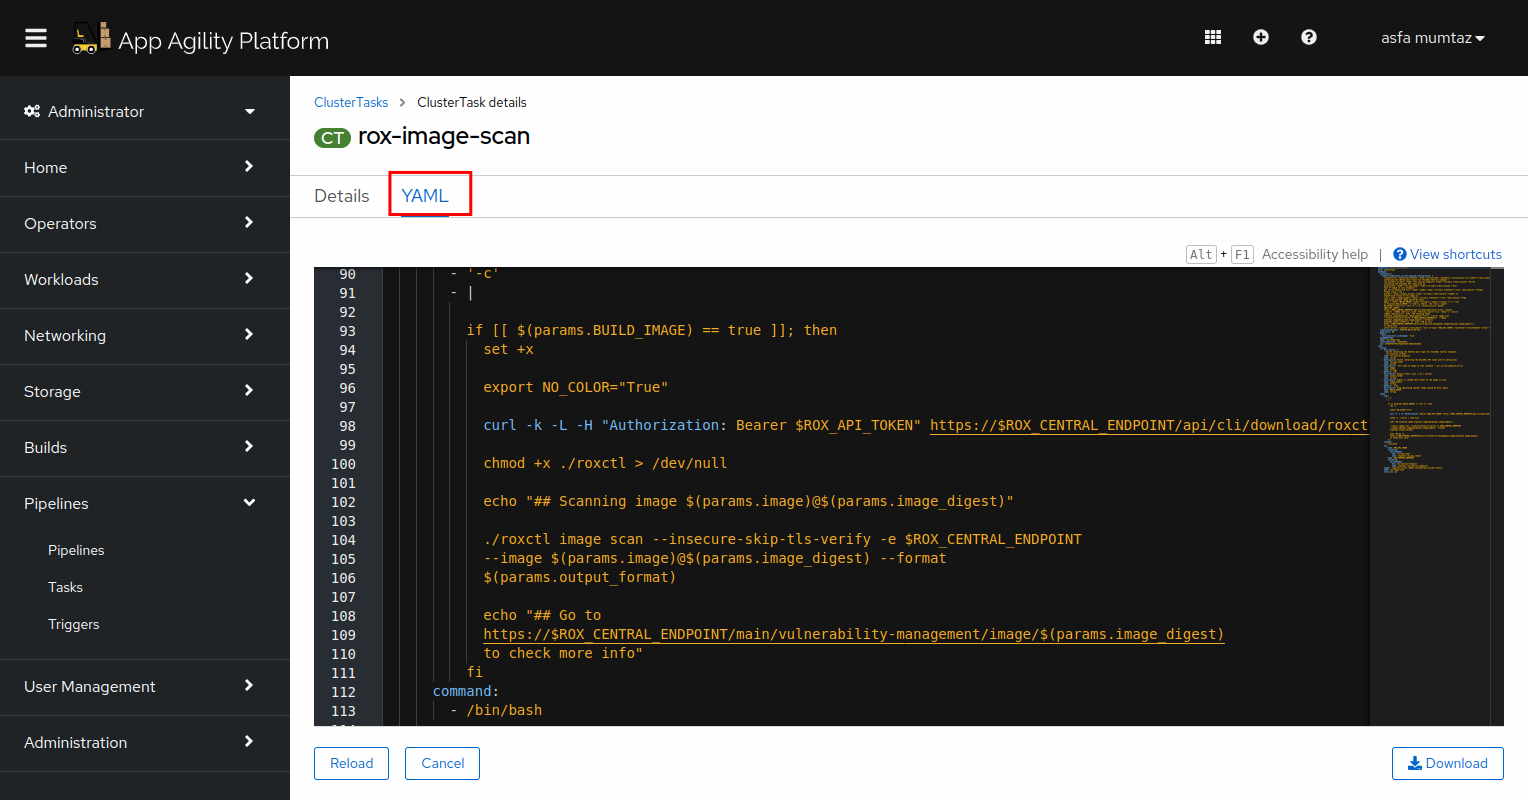 App Agility Platform
asfa mumtaz
Administrator
Home
Operators
Workloads
Networking
Storage
Builds
Pipelines
Pipelines
Tasks
Triggers
User Management
Administration
ClusterTasks > ClusterTask details
CT rox-image-scan
Details YAML
Alt + F1 Accessibility help | View shortcuts
90 - '-c'
91 - |
92
93 if [[ $(params.BUILD_IMAGE) == true ]]; then
94 set +x
95
96 export NO_COLOR="True"
97
98 curl -k -L -H "Authorization: Bearer $ROX_API_TOKEN" https://$ROX_CENTRAL_ENDPOINT/api/cli/download/roxct
99
100 chmod +x ./roxctl > /dev/null
101
102 echo "## Scanning image $(params.image)@$(params.image_digest)"
103
104 ./roxctl image scan --insecure-skip-tls-verify -e $ROX_CENTRAL_ENDPOINT
105 --image $(params.image)@$(params.image_digest) --format
106 $(params.output_format)
107
108 echo "## Go to
109 https://$ROX_CENTRAL_ENDPOINT/main/vulnerability-management/image/$(params.image_digest)
110 to check more info"
111 fi
112 command:
113 - /bin/bash
Reload Cancel Download